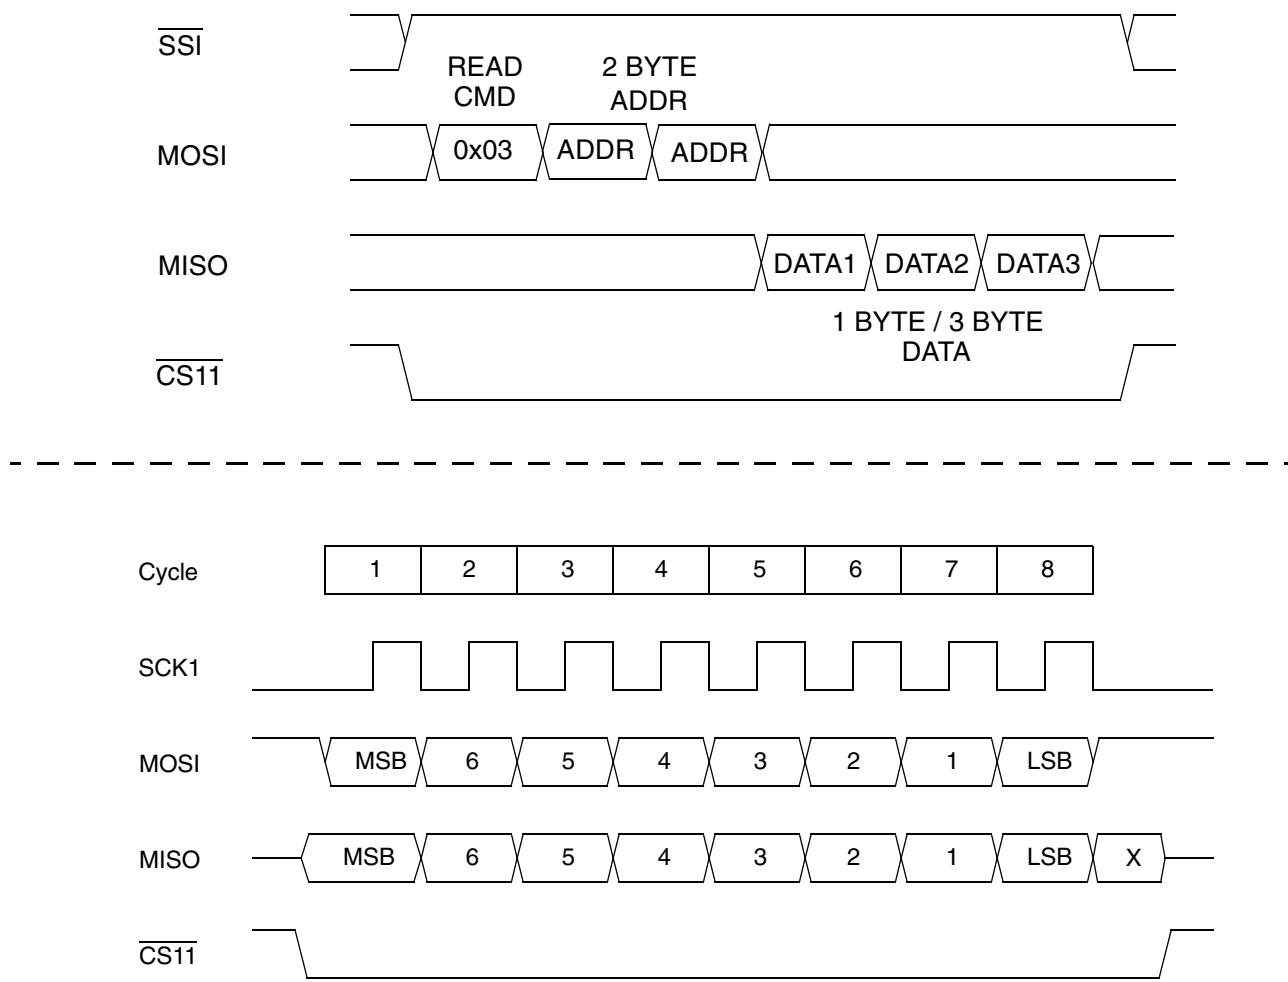 SSI
READ
CMD
2 BYTE
ADDR
MOSI
0x03 ADDR ADDR
MISO
DATA1 DATA2 DATA3
1 BYTE / 3 BYTE
DATA
CS11
Cycle 1 2 3 4 5 6 7 8
SCK1
MOSI MSB 6 5 4 3 2 1 LSB
MISO MSB 6 5 4 3 2 1 LSB X
CS11